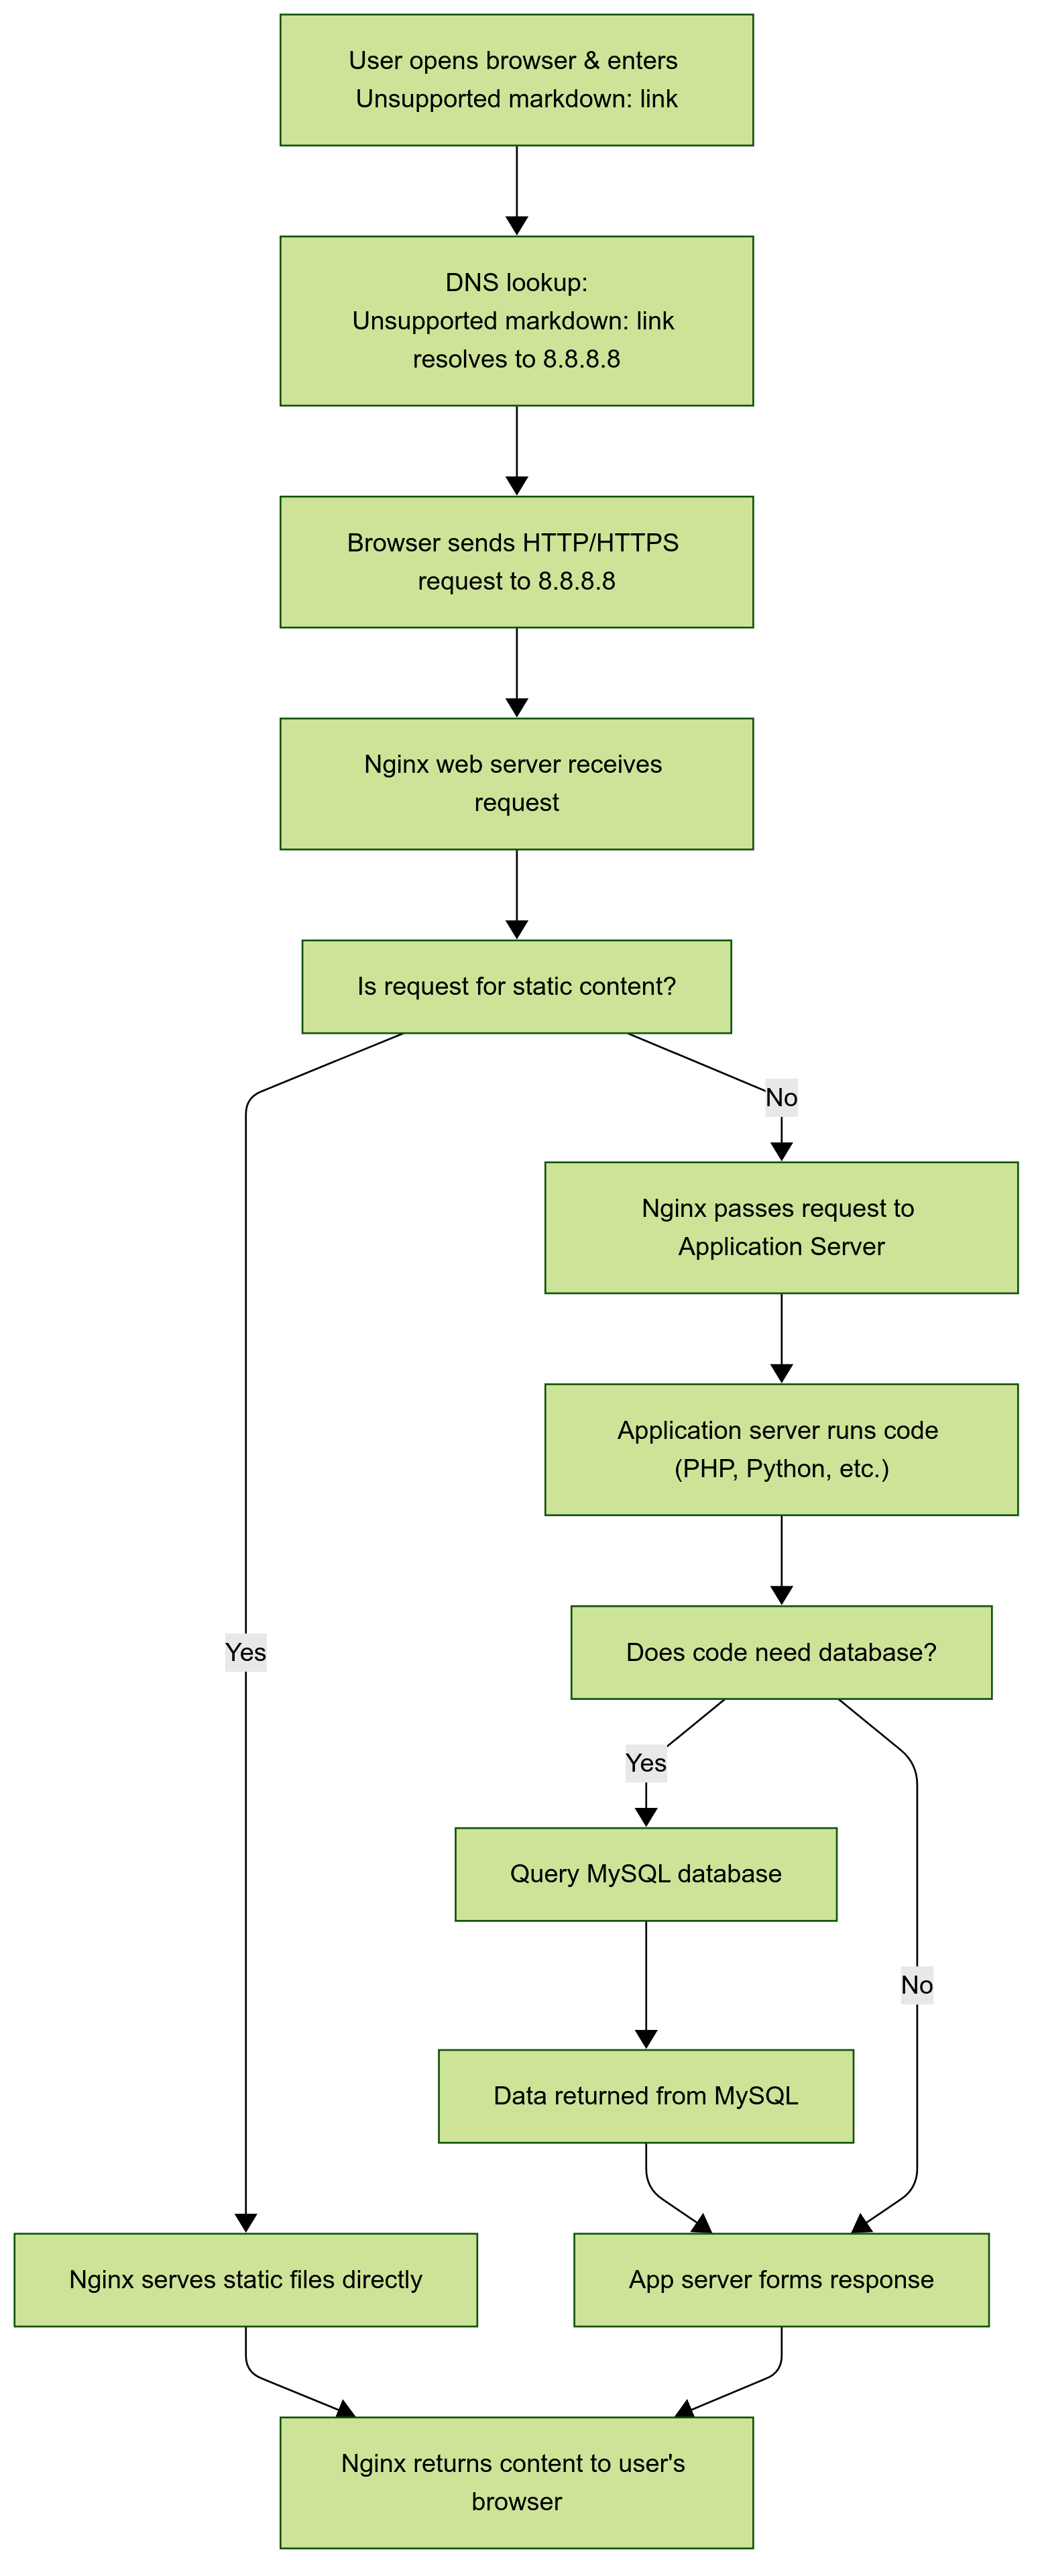 User opens browser & enters
Unsupported markdown: link
DNS lookup:
Unsupported markdown: link
resolves to 8.8.8.8
Browser sends HTTP/HTTPS
request to 8.8.8.8
Nginx web server receives
request
Is request for static content?
No
Nginx passes request to
Application Server
Application server runs code
(PHP, Python, etc.)
Yes
Does code need database?
Yes
Query MySQL database
No
Data returned from MySQL
Nginx serves static files directly
App server forms response
Nginx returns content to user's
browser